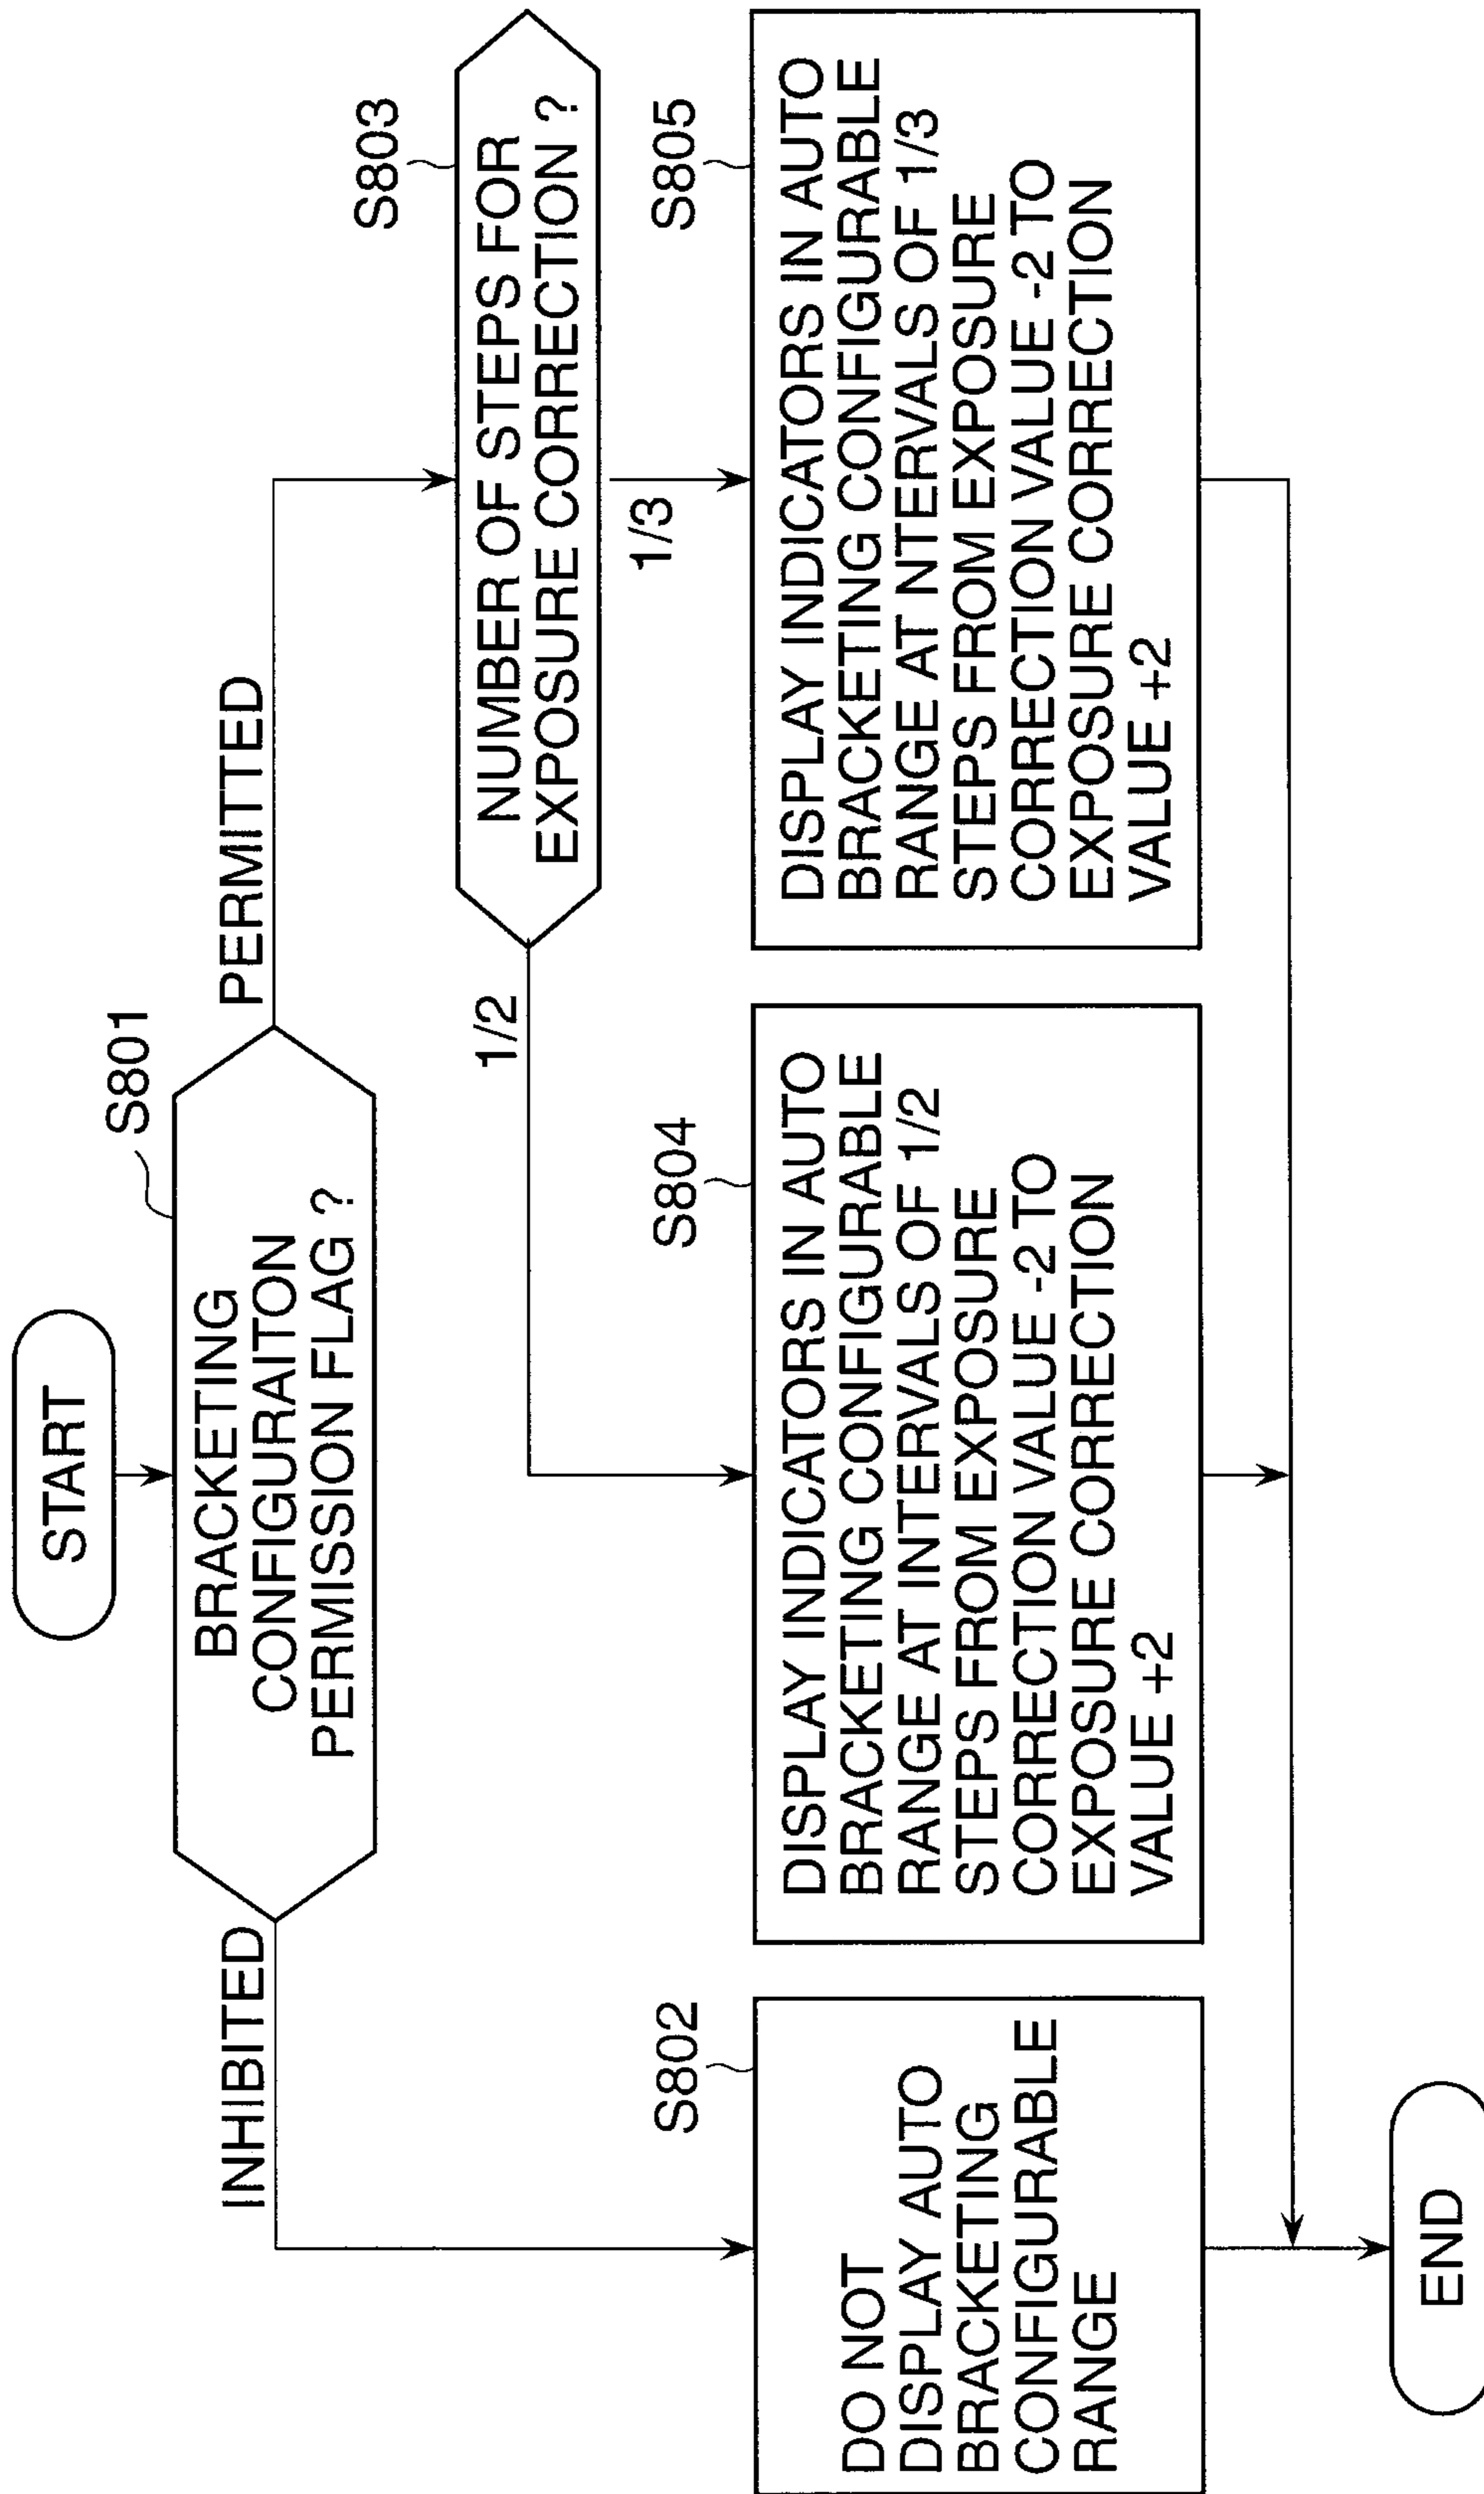 START
S801
BRACKETING
CONFIGURAITON
PERMISSION FLAG ?
INHIBITED
PERMITTED
S803
NUMBER OF STEPS FOR
EXPOSURE CORRECTION ?
1/2
1/3
S802
DO NOT
DISPLAY AUTO
BRACKETING
CONFIGURABLE
RANGE
S804
DISPLAY INDICATORS IN AUTO
BRACKETING CONFIGURABLE
RANGE AT INTERVALS OF 1/2
STEPS FROM EXPOSURE
CORRECTION VALUE -2 TO
EXPOSURE CORRECTION
VALUE +2
S805
DISPLAY INDICATORS IN AUTO
BRACKETING CONFIGURABLE
RANGE AT NTERVALS OF 1/3
STEPS FROM EXPOSURE
CORRECTION VALUE -2 TO
EXPOSURE CORRECTION
VALUE +2
END